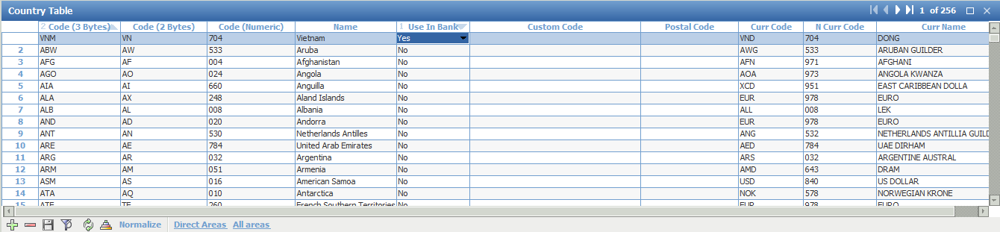 Country Table 1 of 256
2 Code (3 Bytes) Code (2 Bytes) Code (Numeric) Name 1 Use In Bank Custom Code Postal Code Curr Code N Curr Code Curr Name
VNM VN 704 Vietnam Yes VND 704 DONG
2 ABW AW 533 Aruba No AWG 533 ARUBAN GUILDER
3 AFG AF 004 Afghanistan No AFN 971 AFGHANI
4 AGO AO 024 Angola No AOA 973 ANGOLA KWANZA
5 AIA AI 660 Anguilla No XCD 951 EAST CARIBBEAN DOLLA
6 ALA AX 248 Aland Islands No EUR 978 EURO
7 ALB AL 008 Albania No ALL 008 LEK
8 AND AD 020 Andorra No EUR 978 EURO
9 ANT AN 530 Netherlands Antilles No ANG 532 NETHERLANDS ANTILLIA GUILD
10 ARE AE 784 United Arab Emirates No AED 784 UAE DIRHAM
11 ARG AR 032 Argentina No ARS 032 ARGENTINE AUSTRAL
12 ARM AM 051 Armenia No AMD 643 DRAM
13 ASM AS 016 American Samoa No USD 840 US DOLLAR
14 ATA AQ 010 Antarctica No NOK 578 NORWEGIAN KRONE
15 ATF TF 260 French Southern Territories No EUR 978 EURO
Normalize Direct Areas All areas